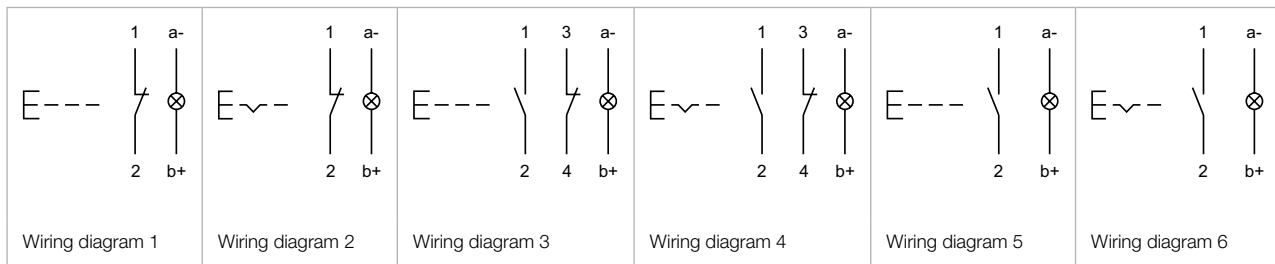 1 a- 1 a- 1 3 a- 1 3 a- 1 a- 1 a-
2 b+ 2 b+ 2 4 b+ 2 4 b+ 2 b+ 2 b+
Wiring diagram 1 Wiring diagram 2 Wiring diagram 3 Wiring diagram 4 Wiring diagram 5 Wiring diagram 6